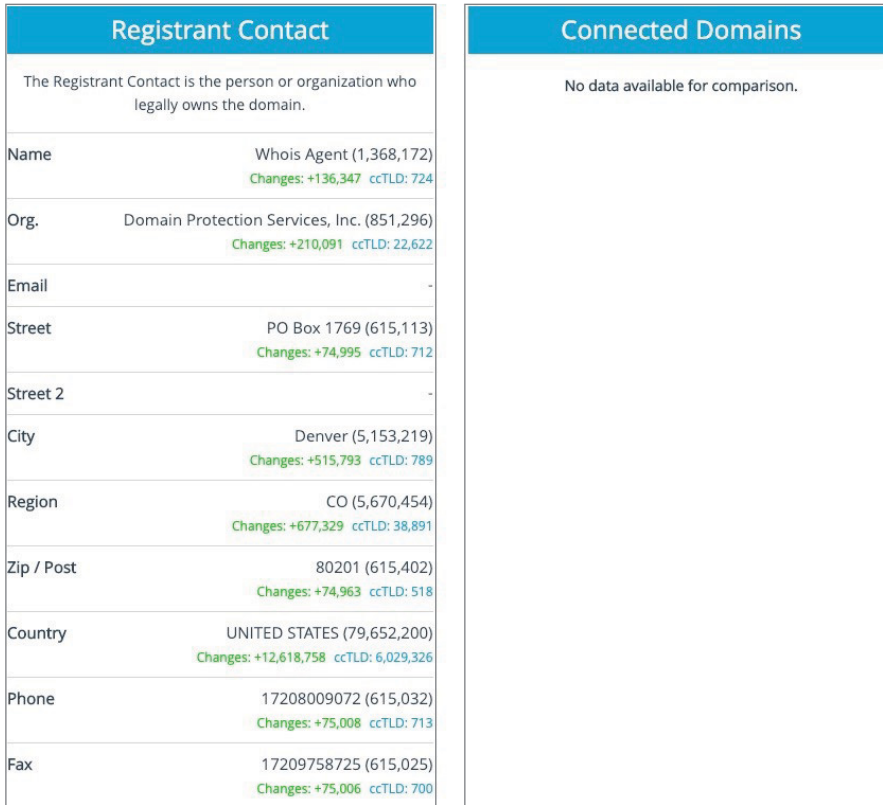 Registrant Contact
The Registrant Contact is the person or organization who
legally owns the domain.
Name Whois Agent (1,368,172)
Changes: +136,347 ccTLD: 724
Org. Domain Protection Services, Inc. (851,296)
Changes: +210,091 ccTLD: 22,622
Email -
Street PO Box 1769 (615,113)
Changes: +74,995 ccTLD: 712
Street 2 -
City Denver (5,153,219)
Changes: +515,793 ccTLD: 789
Region CO (5,670,454)
Changes: +677,329 ccTLD: 38,891
Zip / Post 80201 (615,402)
Changes: +74,963 ccTLD: 518
Country UNITED STATES (79,652,200)
Changes: +12,618,758 ccTLD: 6,029,326
Phone 17208009072 (615,032)
Changes: +75,008 ccTLD: 713
Fax 17209758725 (615,025)
Changes: +75,006 ccTLD: 700
Connected Domains
No data available for comparison.